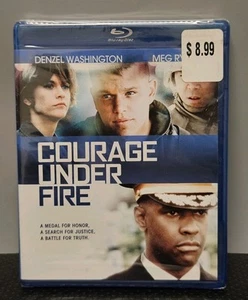 Blu-ray Disc
DENZEL WASHINGTON MEG R
$ 8.99
COURAGE
UNDER
FIRE
A MEDAL FOR HONOR,
A SEARCH FOR JUSTICE,
A BATTLE FOR TRUTH.